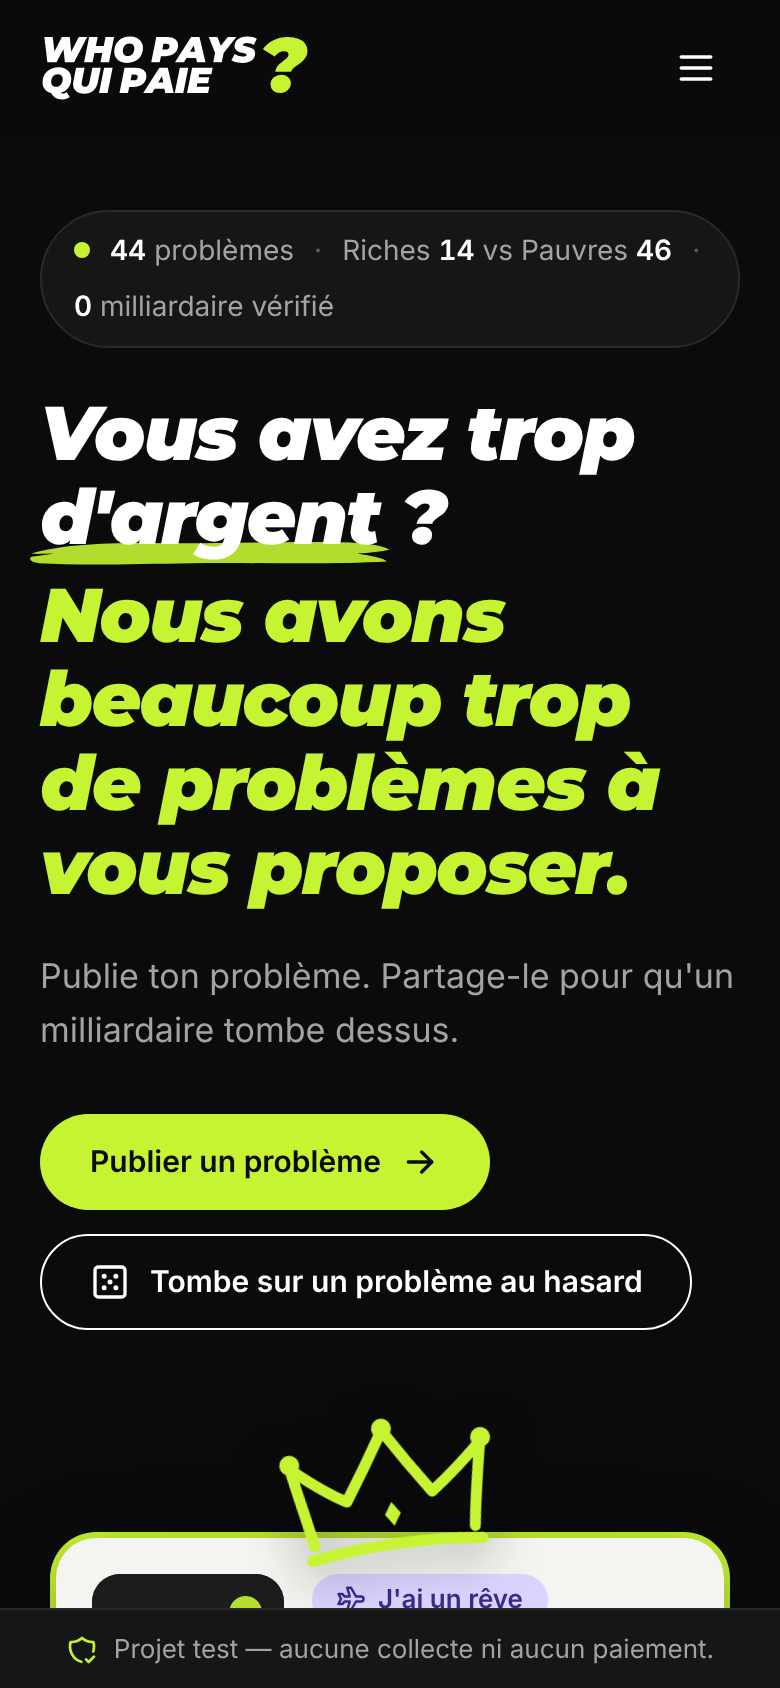 WHO PAYS ?
QUI PAIE
44 problèmes · Riches 14 vs Pauvres 46 ·
0 milliardaire vérifié
Vous avez trop
d'argent ?
Nous avons
beaucoup trop
de problèmes à
vous proposer.
Publie ton problème. Partage-le pour qu'un
milliardaire tombe dessus.
Publier un problème →
Tombe sur un problème au hasard
J'ai un rêve
Projet test — aucune collecte ni aucun paiement.